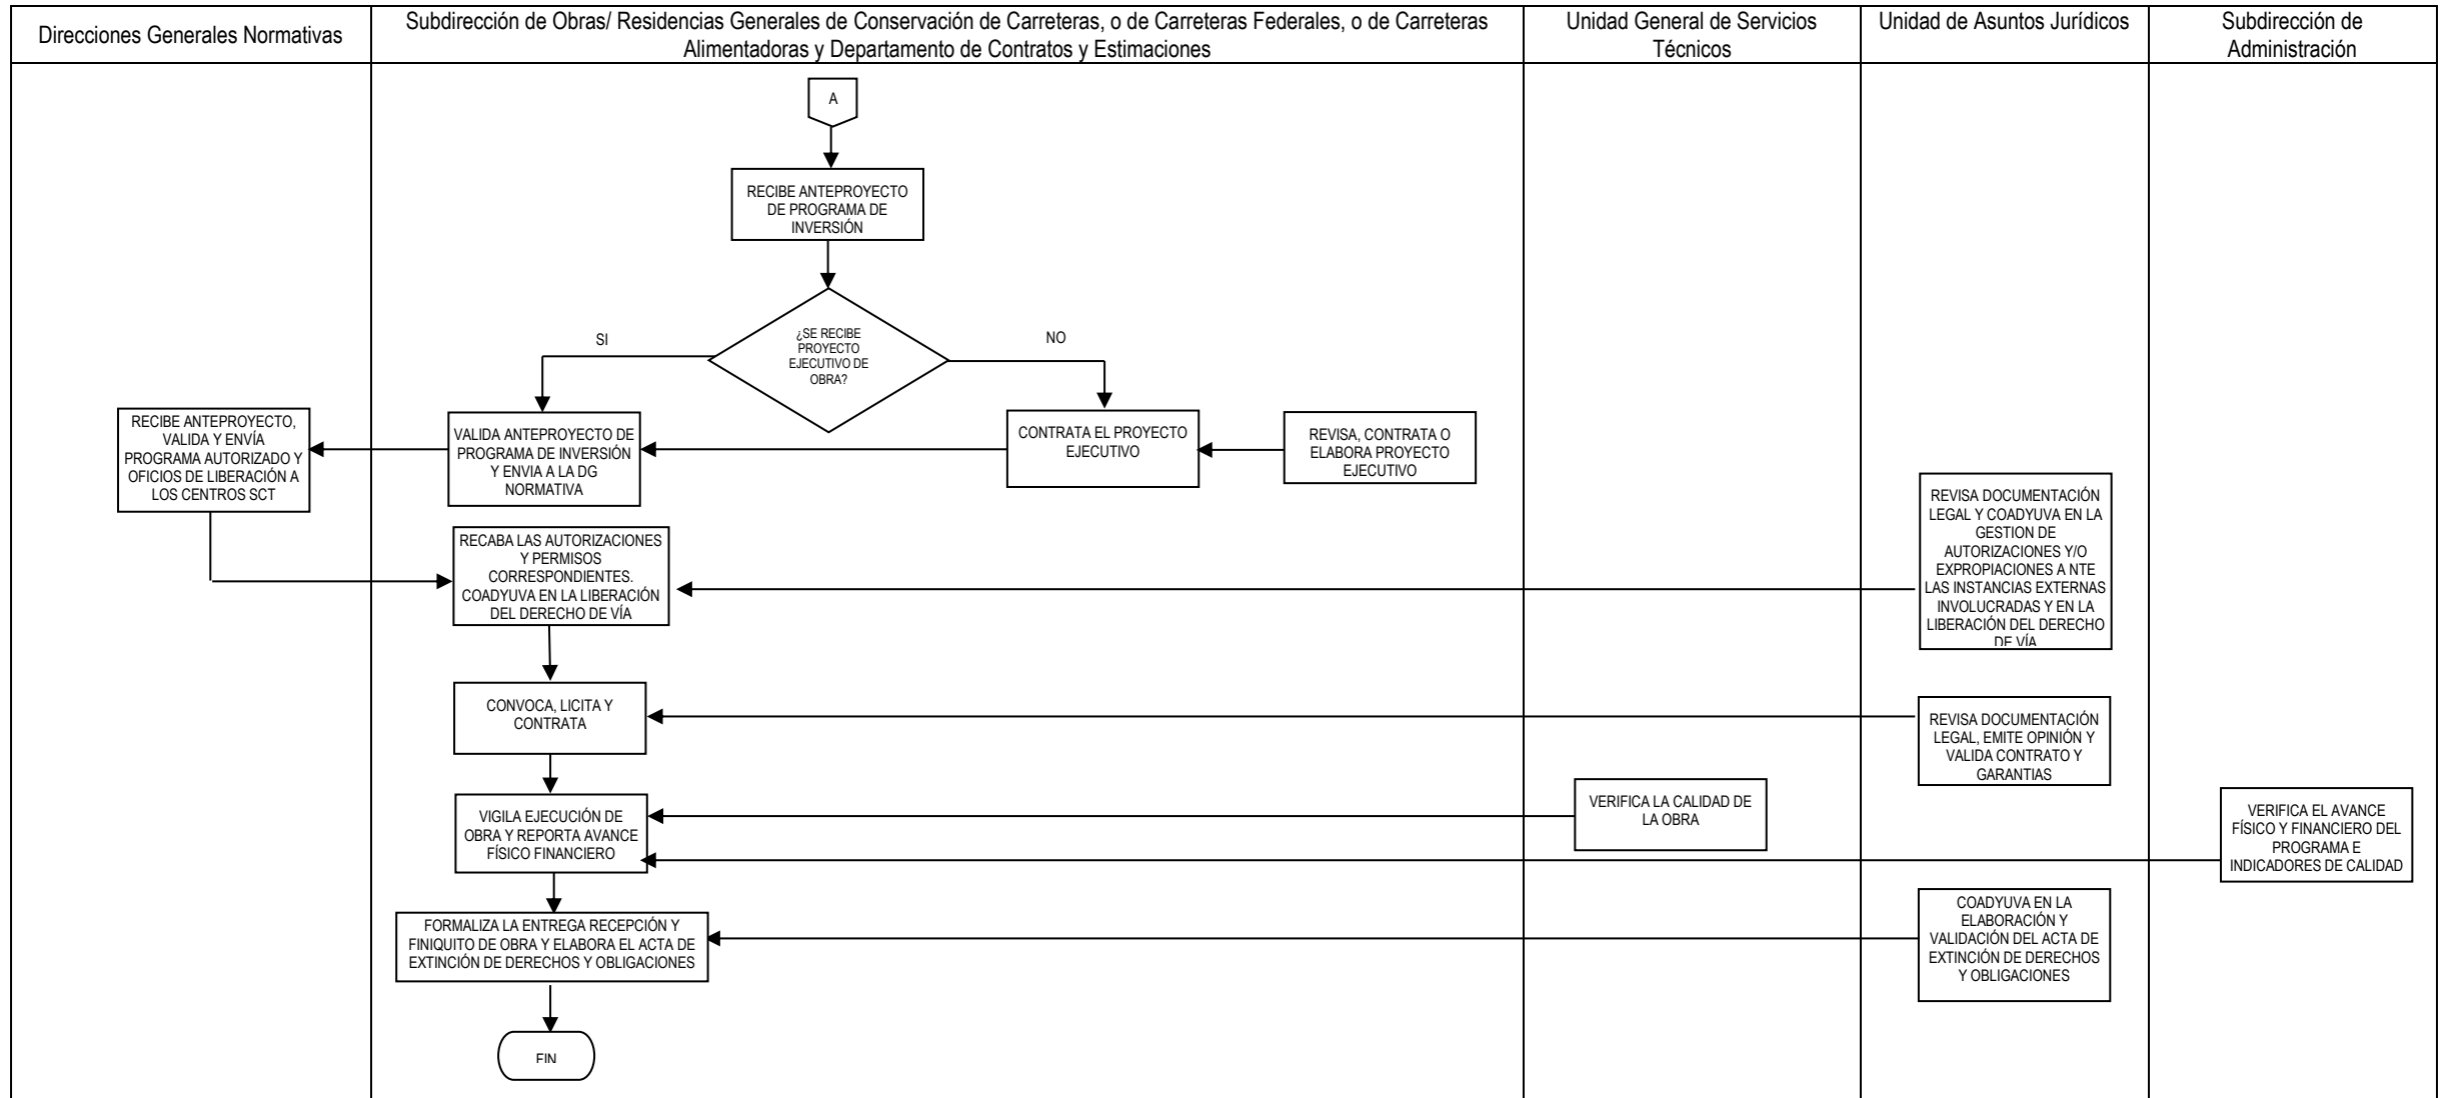 Direcciones Generales Normativas
Subdirección de Obras/ Residencias Generales de Conservación de Carreteras, o de Carreteras Federales, o de Carreteras
Alimentadoras y Departamento de Contratos y Estimaciones
Unidad General de Servicios
Técnicos
Unidad de Asuntos Jurídicos
Subdirección de
Administración
A
RECIBE ANTEPROYECTO
DE PROGRAMA DE
INVERSIÓN
¿SE RECIBE
PROYECTO
EJECUTIVO DE
OBRA?
SI
NO
RECIBE ANTEPROYECTO,
VALIDA Y ENVÍA
PROGRAMA AUTORIZADO Y
OFICIOS DE LIBERACIÓN A
LOS CENTROS SCT
VALIDA ANTEPROYECTO DE
PROGRAMA DE INVERSIÓN
Y ENVIA A LA DG
NORMATIVA
CONTRATA EL PROYECTO
EJECUTIVO
REVISA, CONTRATA O
ELABORA PROYECTO
EJECUTIVO
RECABA LAS AUTORIZACIONES
Y PERMISOS
CORRESPONDIENTES.
COADYUVA EN LA LIBERACIÓN
DEL DERECHO DE VÍA
REVISA DOCUMENTACIÓN
LEGAL Y COADYUVA EN LA
GESTION DE
AUTORIZACIONES Y/O
EXPROPIACIONES A NTE
LAS INSTANCIAS EXTERNAS
INVOLUCRADAS Y EN LA
LIBERACIÓN DEL DERECHO
DE VÍA
CONVOCA, LICITA Y
CONTRATA
REVISA DOCUMENTACIÓN
LEGAL, EMITE OPINIÓN Y
VALIDA CONTRATO Y
GARANTIAS
VIGILA EJECUCIÓN DE
OBRA Y REPORTA AVANCE
FÍSICO FINANCIERO
VERIFICA LA CALIDAD DE
LA OBRA
VERIFICA EL AVANCE
FÍSICO Y FINANCIERO DEL
PROGRAMA E
INDICADORES DE CALIDAD
FORMALIZA LA ENTREGA RECEPCIÓN Y
FINIQUITO DE OBRA Y ELABORA EL ACTA DE
EXTINCIÓN DE DERECHOS Y OBLIGACIONES
COADYUVA EN LA
ELABORACIÓN Y
VALIDACIÓN DEL ACTA DE
EXTINCIÓN DE DERECHOS
Y OBLIGACIONES
FIN